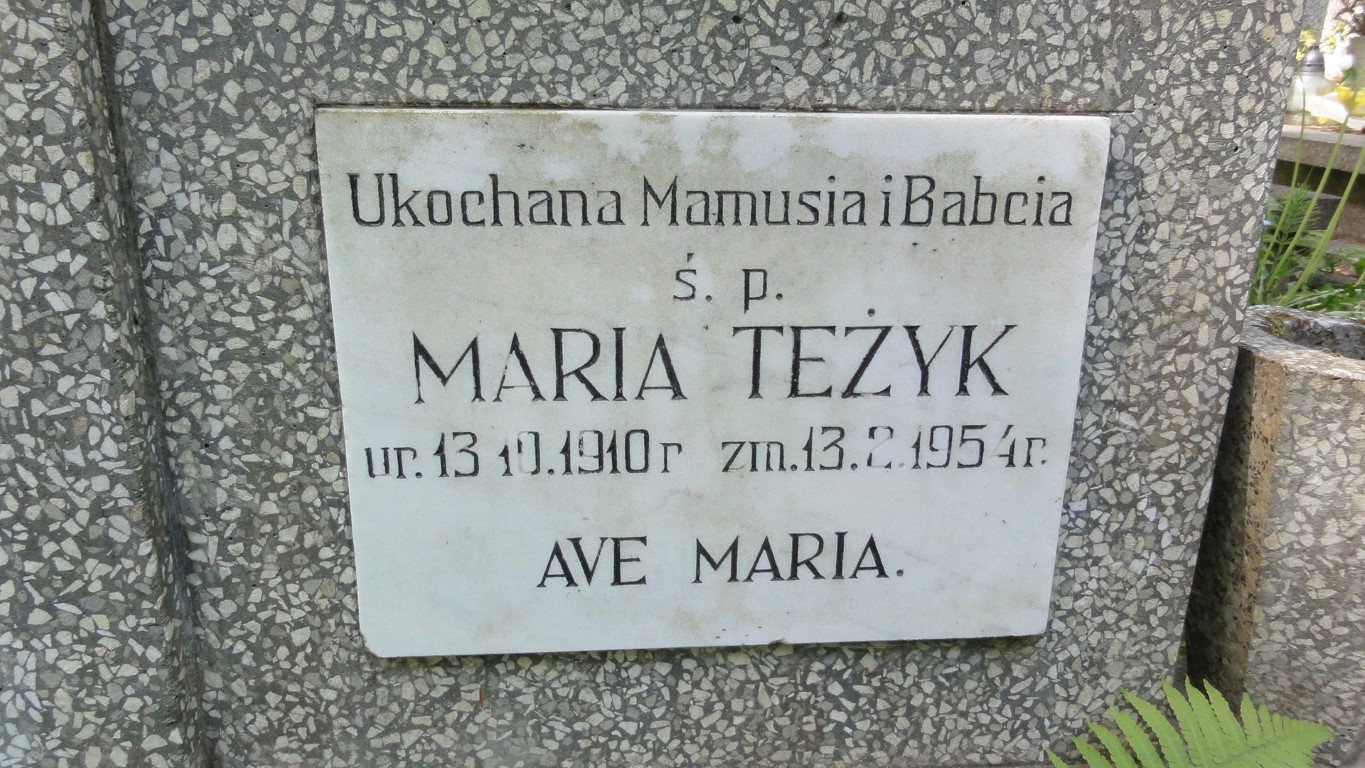 Ukochana Mamusia i Babcia
ś. p.
MARIA TEŻYK
ur. 13 10.1910 r zm. 13.2.1954 r.
AVE MARIA.